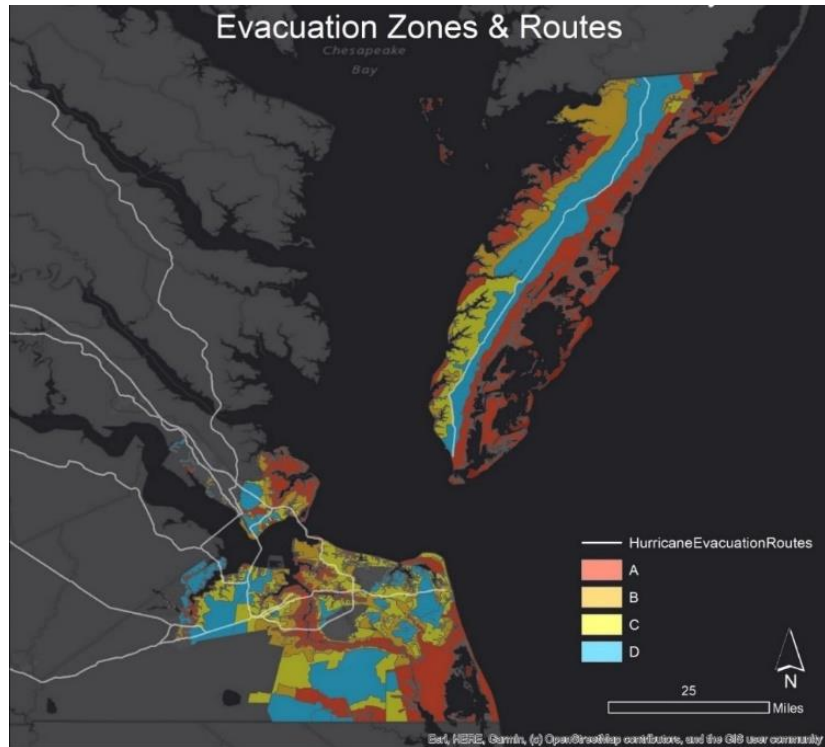 Evacuation Zones & Routes
Chesapeake
Bay
HurricaneEvacuationRoutes
A
B
C
D
N
25
Miles
Esri, HERE, Garmin, (c) OpenStreetMap contributors, and the GIS user community